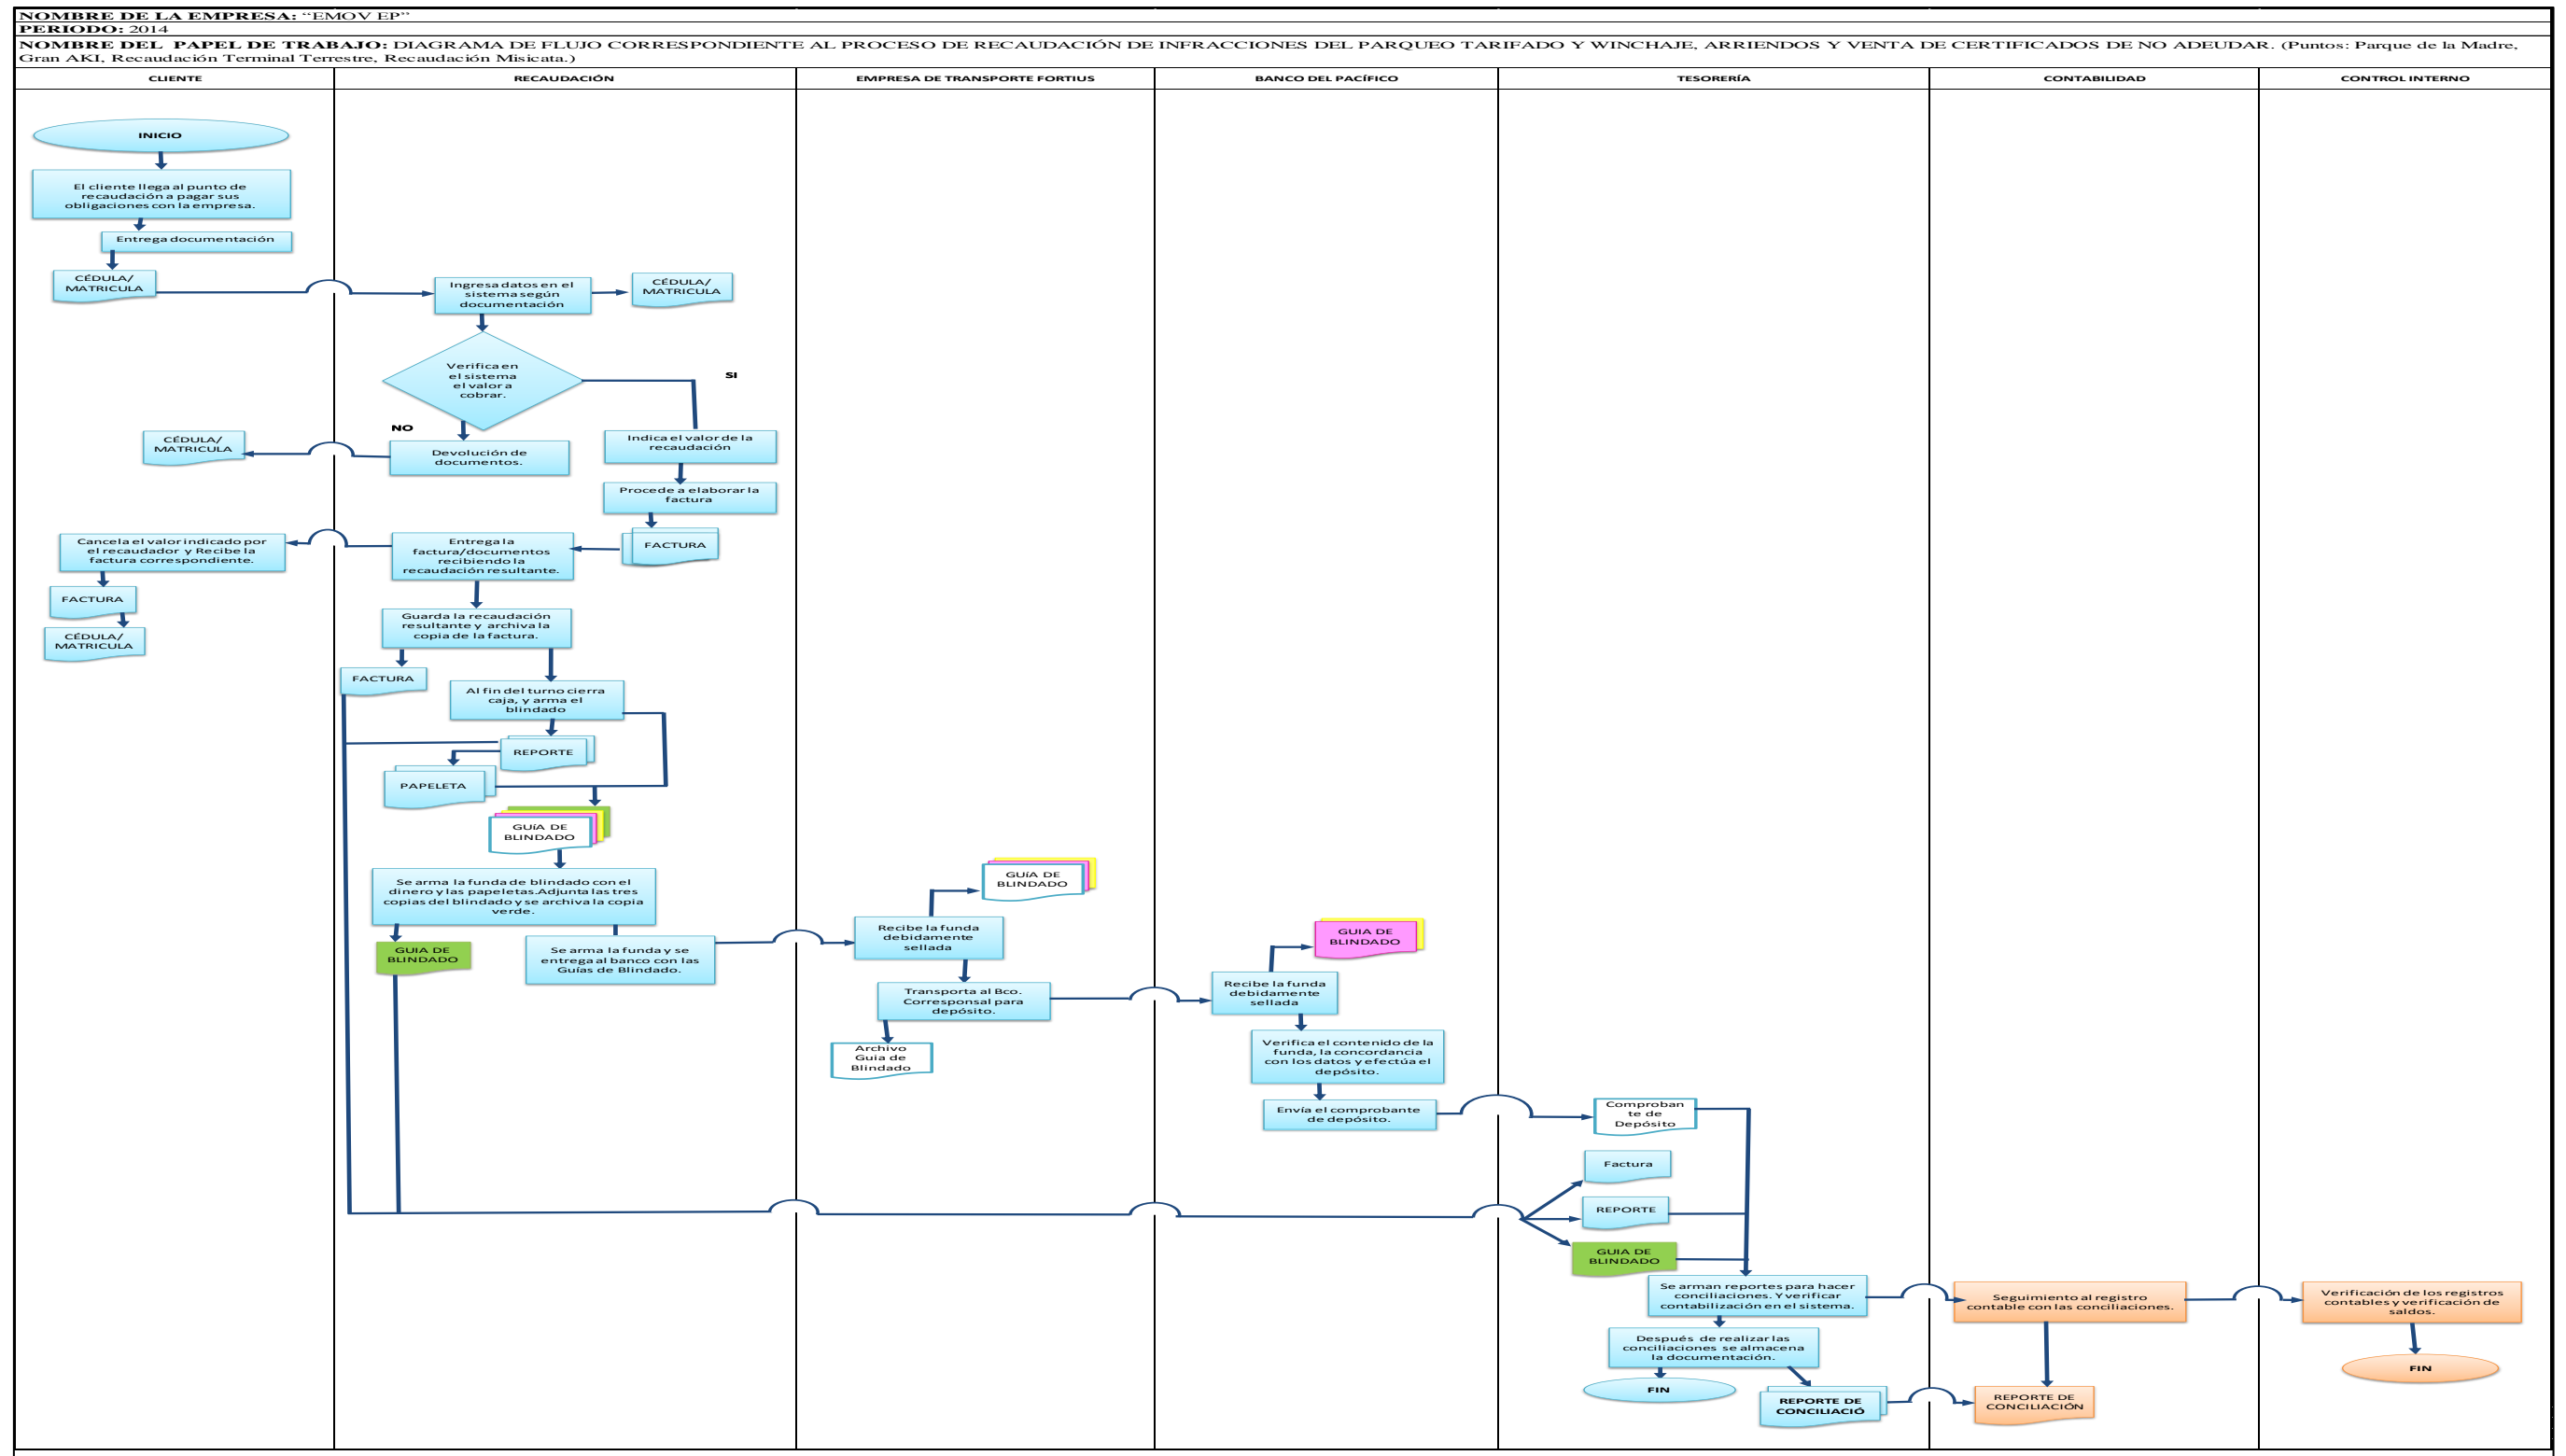 NOMBRE DE LA EMPRESA: “EMOV EP”
PERIODO: 2014
NOMBRE DEL PAPEL DE TRABAJO: DIAGRAMA DE FLUJO CORRESPONDIENTE AL PROCESO DE RECAUDACIÓN DE INFRACCIONES DEL PARQUEO TARIFADO Y WINCHAJE, ARRIENDOS Y VENTA DE CERTIFICADOS DE NO ADEUDAR. (Puntos: Parque de la Madre,
Gran AKI, Recaudación Terminal Terrestre, Recaudación Misicata.)
CLIENTE
RECAUDACIÓN
EMPRESA DE TRANSPORTE FORTIUS
BANCO DEL PACÍFICO
TESORERÍA
CONTABILIDAD
CONTROL INTERNO
INICIO
El cliente llega al punto de
recaudación a pagar sus
obligaciones con la empresa.
Entrega documentación
CÉDULA/
MATRICULA
Ingresa datos en el
sistema según
documentación
CÉDULA/
MATRICULA
Verifica en
el sistema
el valor a
cobrar.
SI
NO
CÉDULA/
MATRICULA
Devolución de
documentos.
Indica el valor de la
recaudación
Procede a elaborar la
factura
FACTURA
Entrega la
factura/documentos
recibiendo la
recaudación resultante.
Cancela el valor indicado por
el recaudador y Recibe la
factura correspondiente.
FACTURA
CÉDULA/
MATRICULA
Guarda la recaudación
resultante y archiva la
copia de la factura.
FACTURA
Al fin del turno cierra
caja, y arma el
blindado
REPORTE
PAPELETA
GUíA DE
BLINDADO
Se arma la funda de blindado con el
dinero y las papeletas.Adjunta las tres
copias del blindado y se archiva la copia
verde.
GUIA DE
BLINDADO
Se arma la funda y se
entrega al banco con las
Guías de Blindado.
GUíA DE
BLINDADO
Recibe la funda
debidamente
sellada
Transporta al Bco.
Corresponsal para
depósito.
Archivo
Guia de
Blindado
GUIA DE
BLINDADO
Recibe la funda
debidamente
sellada
Verifica el contenido de la
funda, la concordancia
con los datos y efectúa el
depósito.
Envía el comprobante
de depósito.
Comproban
te de
Depósito
Factura
REPORTE
GUIA DE
BLINDADO
Se arman reportes para hacer
conciliaciones. Y verificar
contabilización en el sistema.
Después de realizar las
conciliaciones se almacena
la documentación.
FIN
REPORTE DE
CONCILIACIÓ
Seguimiento al registro
contable con las conciliaciones.
REPORTE DE
CONCILIACIÓN
Verificación de los registros
contables y verificación de
saldos.
FIN